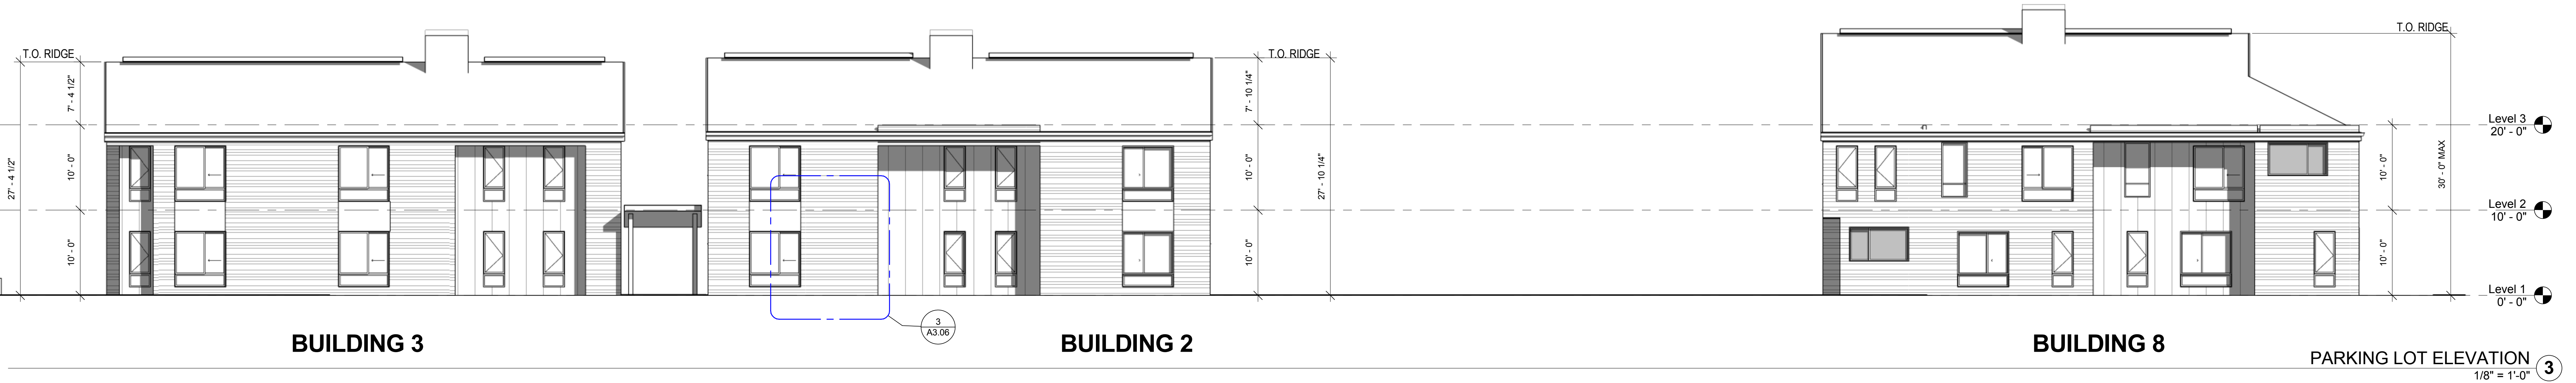 T.O. RIDGE
7' - 4 1/2"
10' - 0"
10' - 0"
27' - 4 1/2"
BUILDING 3
T.O. RIDGE
7' - 10 1/4"
10' - 0"
10' - 0"
27' - 10 1/4"
3
A3.06
BUILDING 2
T.O. RIDGE
10' - 0"
10' - 0"
30' - 0" MAX
Level 3
20' - 0"
Level 2
10' - 0"
Level 1
0' - 0"
BUILDING 8
PARKING LOT ELEVATION
1/8" = 1'-0"
3